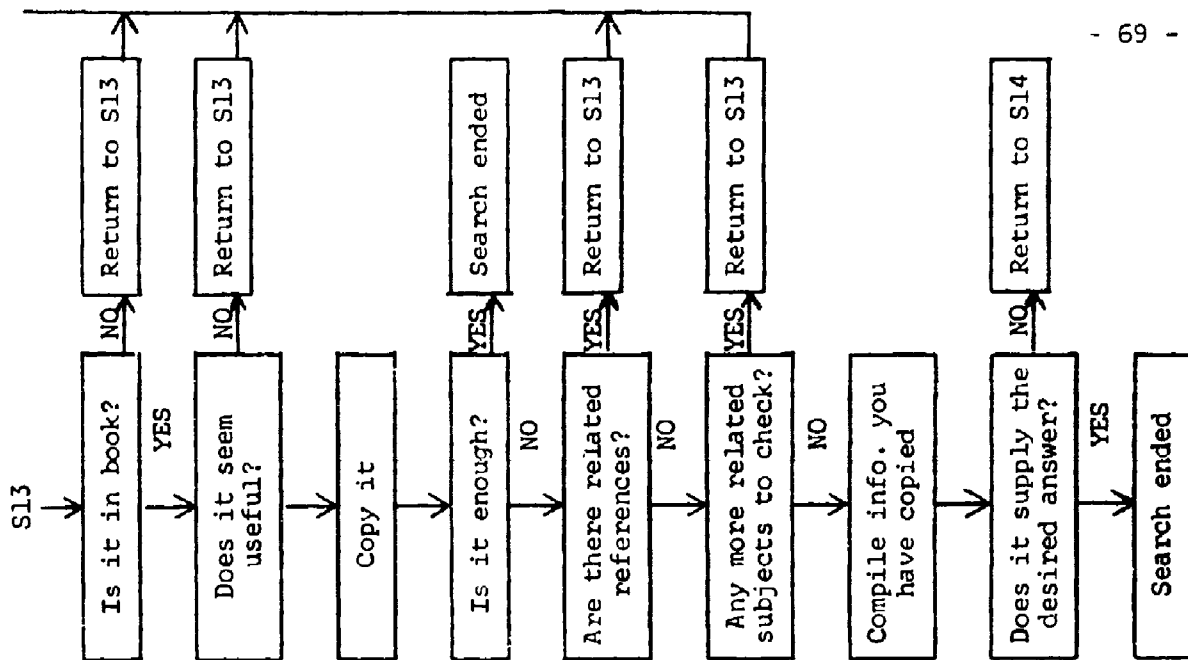 - 69 -
S13
Is it in book?
NO
Return to S13
YES
Does it seem
useful?
NO
Return to S13
Copy it
Is it enough?
YES
Search ended
NO
Are there related
references?
YES
Return to S13
NO
Any more related
subjects to check?
YES
Return to S13
NO
Compile info. you
have copied
Does it supply the
desired answer?
NO
Return to S14
YES
Search ended